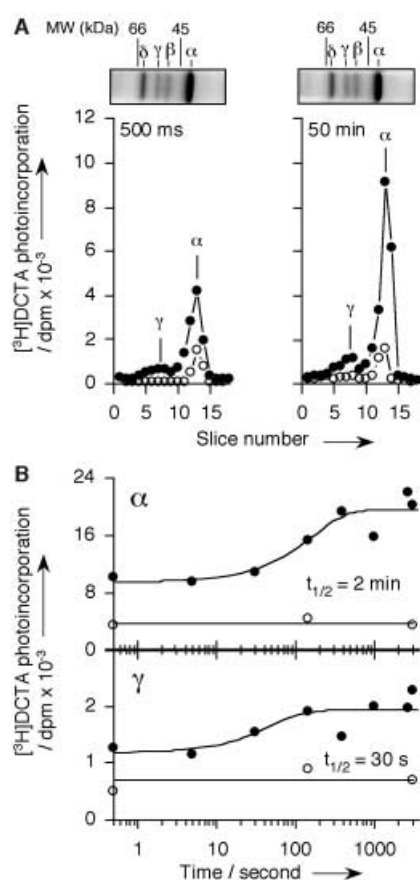 A
MW (kDa) 66 45 66 45
δ γ β α δ γ β α
500 ms 50 min
[³H]DCTA photoincorporation / dpm x 10⁻³
12
10
8
6
4
2
0
α
γ
α
γ
0 5 10 15 0 5 10 15
Slice number
B
[³H]DCTA photoincorporation / dpm x 10⁻³
24
16
8
0
α
t₁/₂ = 2 min
3
2
1
0
γ
t₁/₂ = 30 s
1 10 100 1000
Time / second